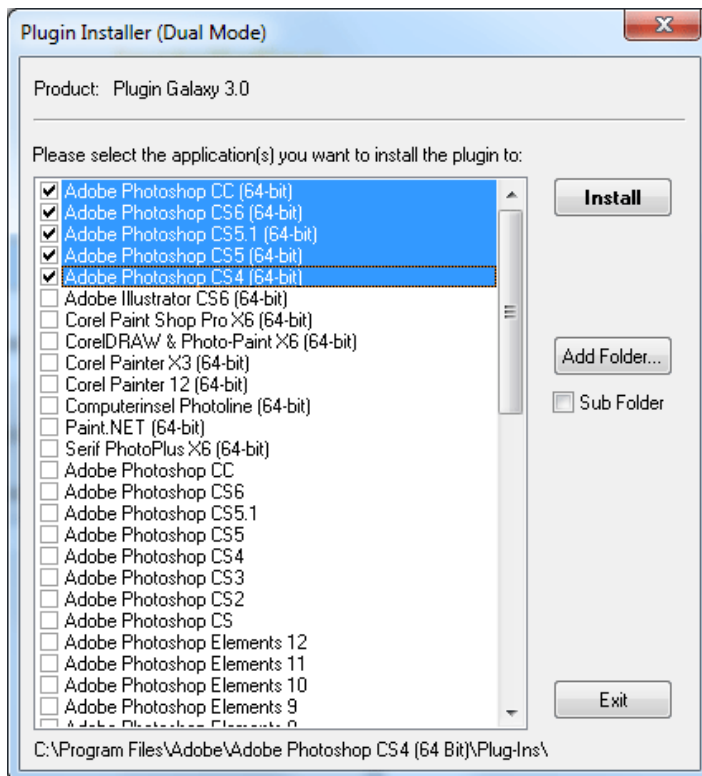 Plugin Installer (Dual Mode)
Product: Plugin Galaxy 3.0
Please select the application(s) you want to install the plugin to:
Adobe Photoshop CC (64-bit)
Adobe Photoshop CS6 (64-bit)
Adobe Photoshop CS5.1 (64-bit)
Adobe Photoshop CS5 (64-bit)
Adobe Photoshop CS4 (64-bit)
Adobe Illustrator CS6 (64-bit)
Corel Paint Shop Pro X6 (64-bit)
CorelDRAW & Photo-Paint X6 (64-bit)
Corel Painter X3 (64-bit)
Corel Painter 12 (64-bit)
Computerinsel Photoline (64-bit)
Paint.NET (64-bit)
Serif PhotoPlus X6 (64-bit)
Adobe Photoshop CC
Adobe Photoshop CS6
Adobe Photoshop CS5.1
Adobe Photoshop CS5
Adobe Photoshop CS4
Adobe Photoshop CS3
Adobe Photoshop CS2
Adobe Photoshop CS
Adobe Photoshop Elements 12
Adobe Photoshop Elements 11
Adobe Photoshop Elements 10
Adobe Photoshop Elements 9
Adobe Photoshop Elements
Install
Add Folder...
Sub Folder
Exit
C:\Program Files\Adobe\Adobe Photoshop CS4 (64 Bit)\Plug-Ins\